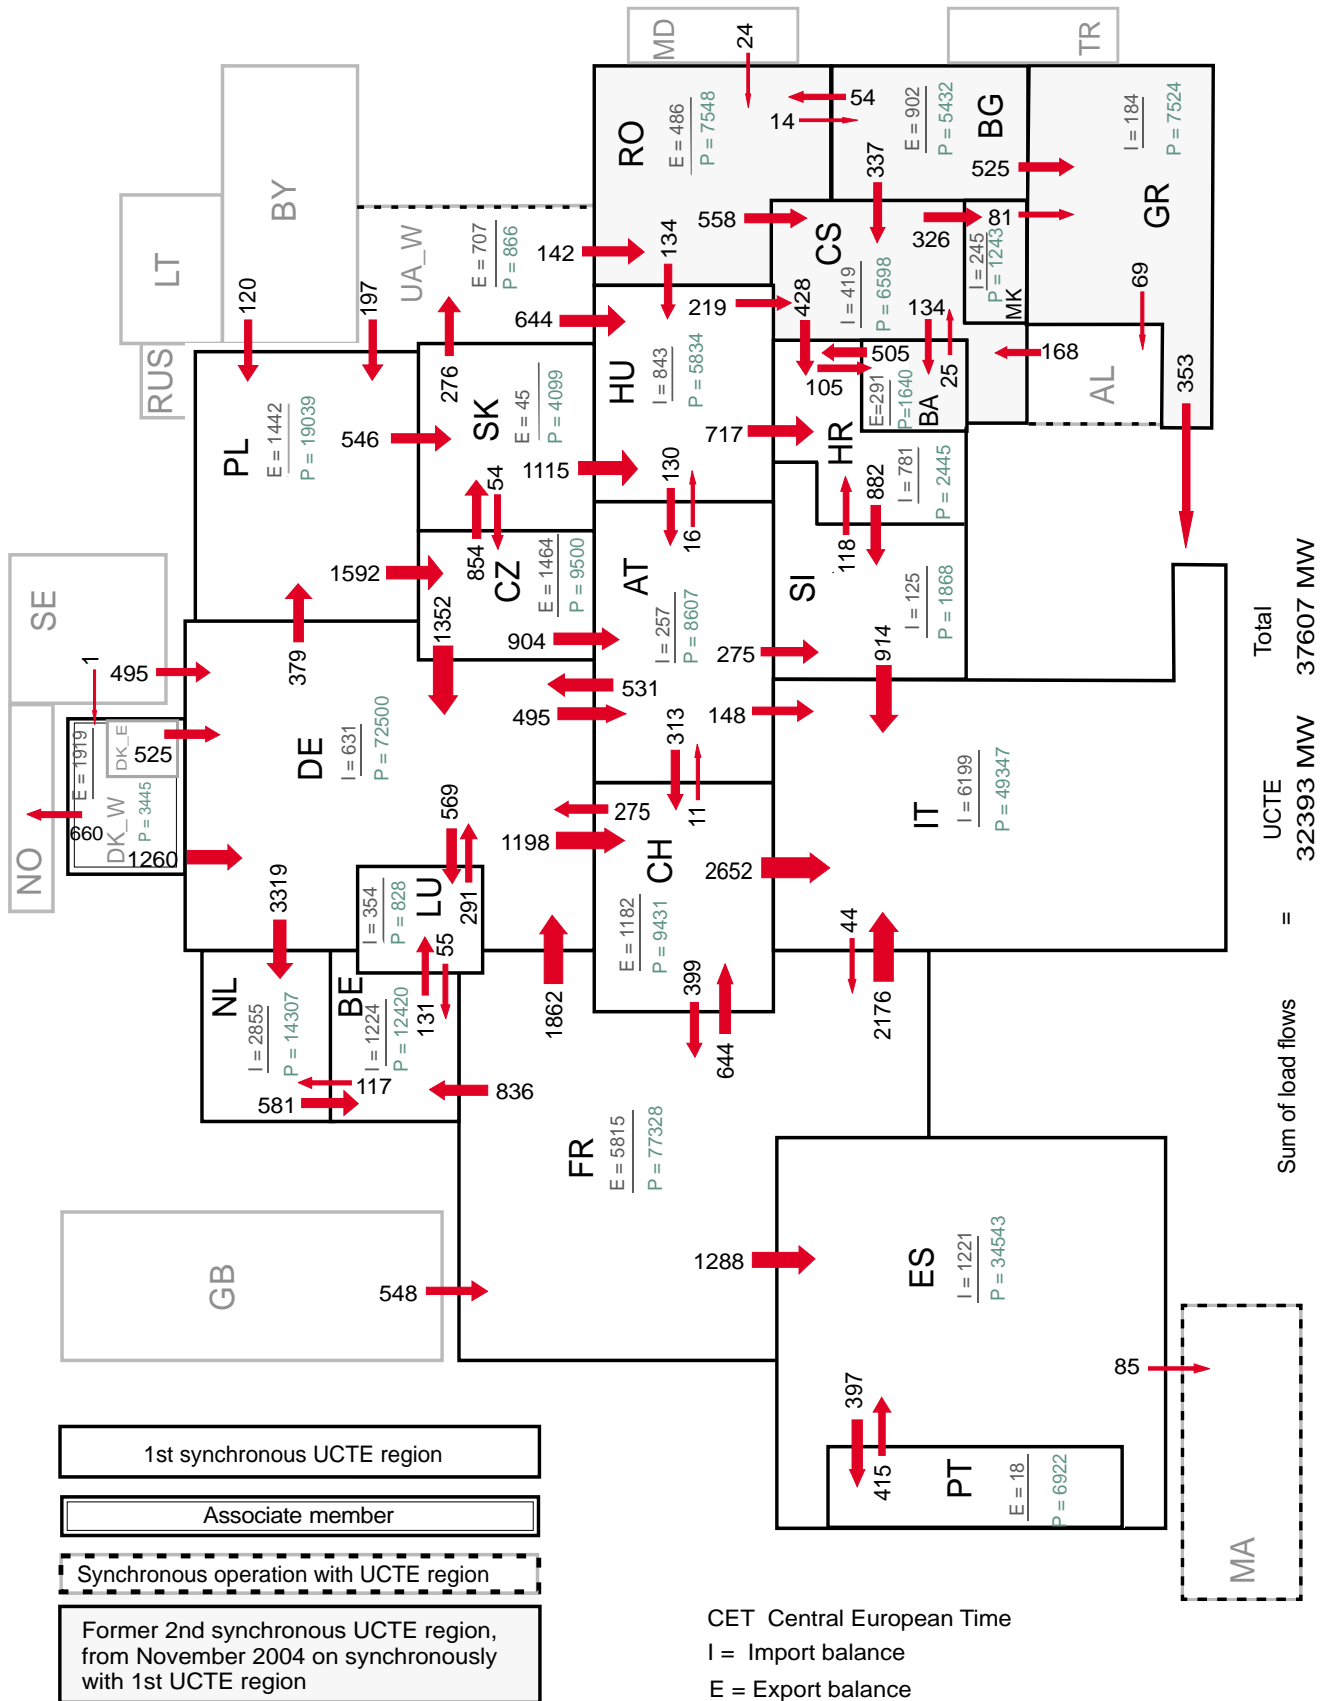 MD
24
TR
RO
E = 486
P = 7548
54
14
E = 902
P = 5432
BG
I = 184
P = 7524
GR
525
337
LT
BY
UA_W
E = 707
P = 866
142
134
558
CS
I = 419
P = 6598
326
81
I = 245
P = 1243
MK
69
120
197
RUS
276
644
219
428
134
168
AL
353
PL
E = 1442
P = 19039
546
SK
E = 45
P = 4099
HU
I = 843
P = 5834
505
105
E=291
P=1640
BA
25
HR
I = 781
P = 2445
717
882
1115
130
54
16
118
SE
1592
854
CZ
E = 1464
P = 9500
AT
I = 257
P = 8607
SI
I = 125
P = 1868
1
495
379
1352
904
275
914
531
495
148
NO
E = 1919
DK_E
525
DK_W
P = 3445
660
1260
DE
I = 631
P = 72500
313
11
IT
I = 6199
P = 49347
569
275
1198
CH
E = 1182
P = 9431
2652
3319
I = 354
P = 828
LU
291
55
44
NL
I = 2855
P = 14307
BE
I = 1224
P = 12420
131
1862
399
644
2176
117
581
836
FR
E = 5815
P = 77328
GB
548
1288
ES
I = 1221
P = 34543
85
397
415
PT
E = 18
P = 6922
MA
Sum of load flows = UCTE 32393 MW Total 37607 MW
1st synchronous UCTE region
Associate member
Synchronous operation with UCTE region
Former 2nd synchronous UCTE region,
from November 2004 on synchronously
with 1st UCTE region
CET Central European Time
I = Import balance
E = Export balance